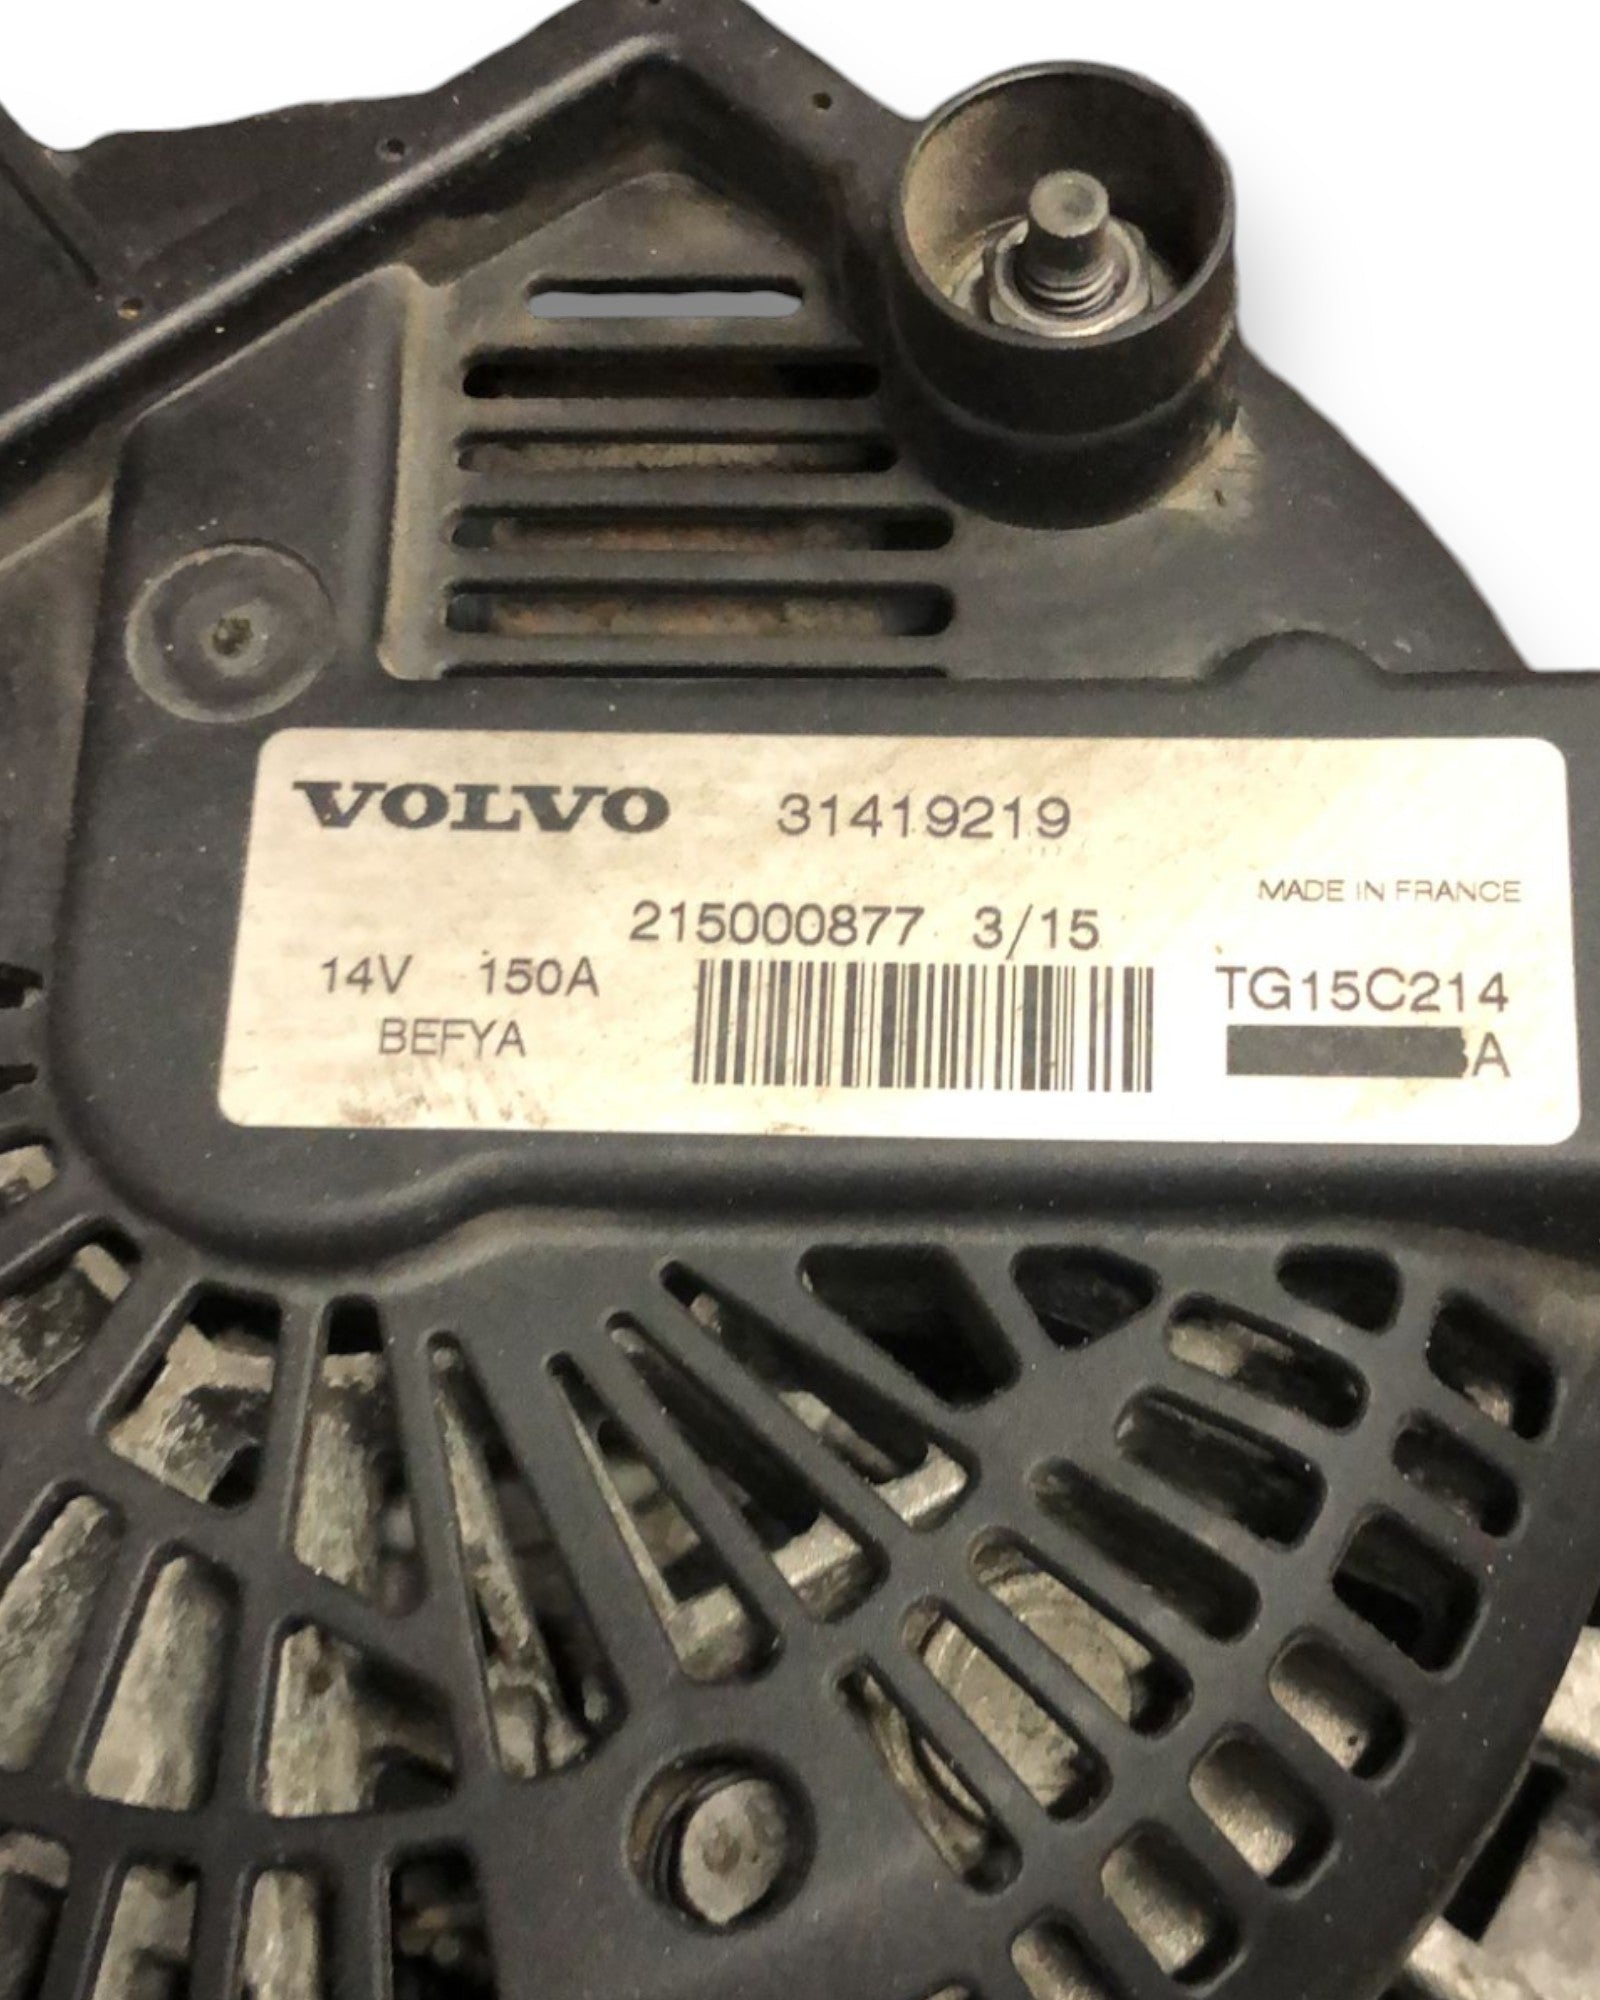 VOLVO 31419219
MADE IN FRANCE
215000877 3/15
14V 150A TG15C214
BEFYA A